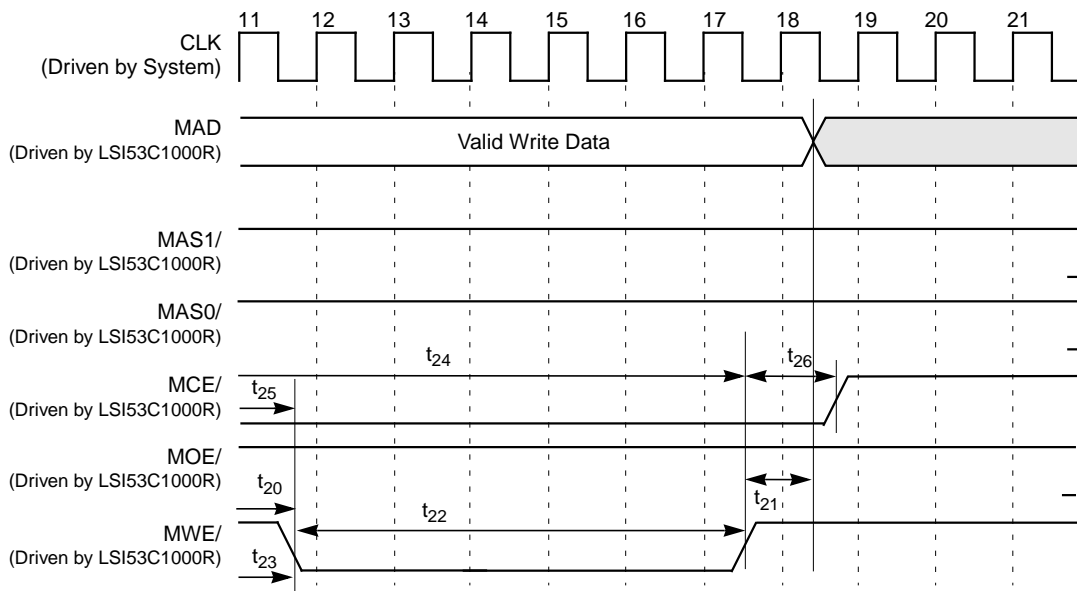 11 12 13 14 15 16 17 18 19 20 21
CLK
(Driven by System)
MAD
(Driven by LSI53C1000R)
Valid Write Data
MAS1/
(Driven by LSI53C1000R)
MAS0/
(Driven by LSI53C1000R)
t24
t26
MCE/
(Driven by LSI53C1000R)
t25
MOE/
(Driven by LSI53C1000R)
t20
t21
t22
MWE/
(Driven by LSI53C1000R)
t23